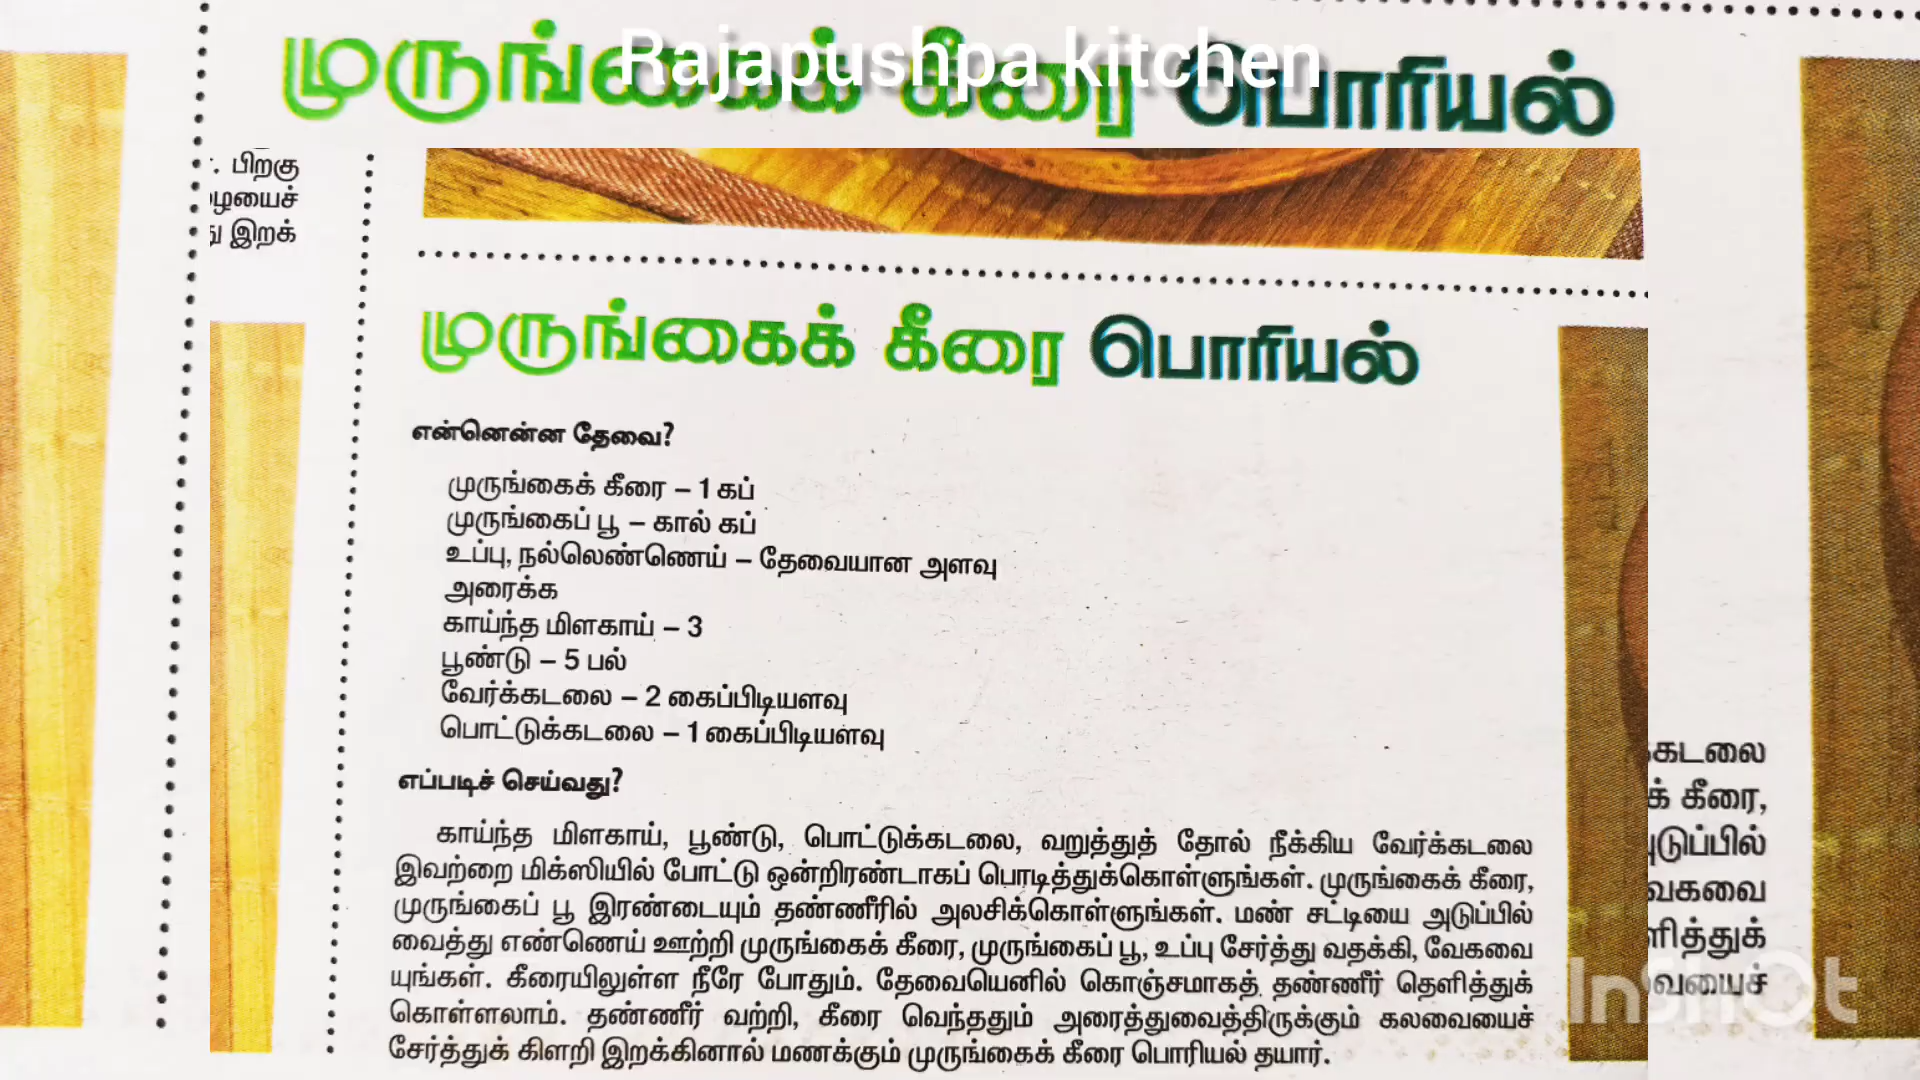 Rajapushpa kitchen
முருங்கைக் கீரை பொரியல்
பிறகு
இறக்
முருங்கைக் கீரை பொரியல்
என்னென்ன தேவை?
முருங்கைக் கீரை – 1 கப்
முருங்கைப் பூ – கால் கப்
உப்பு, நல்லெண்ணெய் – தேவையான அளவு
அரைக்க
காய்ந்த மிளகாய் – 3
பூண்டு – 5 பல்
வேர்க்கடலை – 2 கைப்பிடியளவு
பொட்டுக்கடலை – 1 கைப்பிடியளவு
எப்படிச் செய்வது?
காய்ந்த மிளகாய், பூண்டு, பொட்டுக்கடலை, வறுத்துத் தோல் நீக்கிய வேர்க்கடலை
இவற்றை மிக்ஸியில் போட்டு ஒன்றிரண்டாகப் பொடித்துக்கொள்ளுங்கள். முருங்கைக் கீரை,
முருங்கைப் பூ இரண்டையும் தண்ணீரில் அலசிக்கொள்ளுங்கள். மண் சட்டியை அடுப்பில்
வைத்து எண்ணெய் ஊற்றி முருங்கைக் கீரை, முருங்கைப் பூ, உப்பு சேர்த்து வதக்கி, வேகவை
யுங்கள். கீரையிலுள்ள நீரே போதும். தேவையெனில் கொஞ்சமாகத் தண்ணீர் தெளித்துக்
கொள்ளலாம். தண்ணீர் வற்றி, கீரை வெந்ததும் அரைத்துவைத்திருக்கும் கலவையைச்
சேர்த்துக் கிளறி இறக்கினால் மணக்கும் முருங்கைக் கீரை பொரியல் தயார்.
கீரை,
InShot